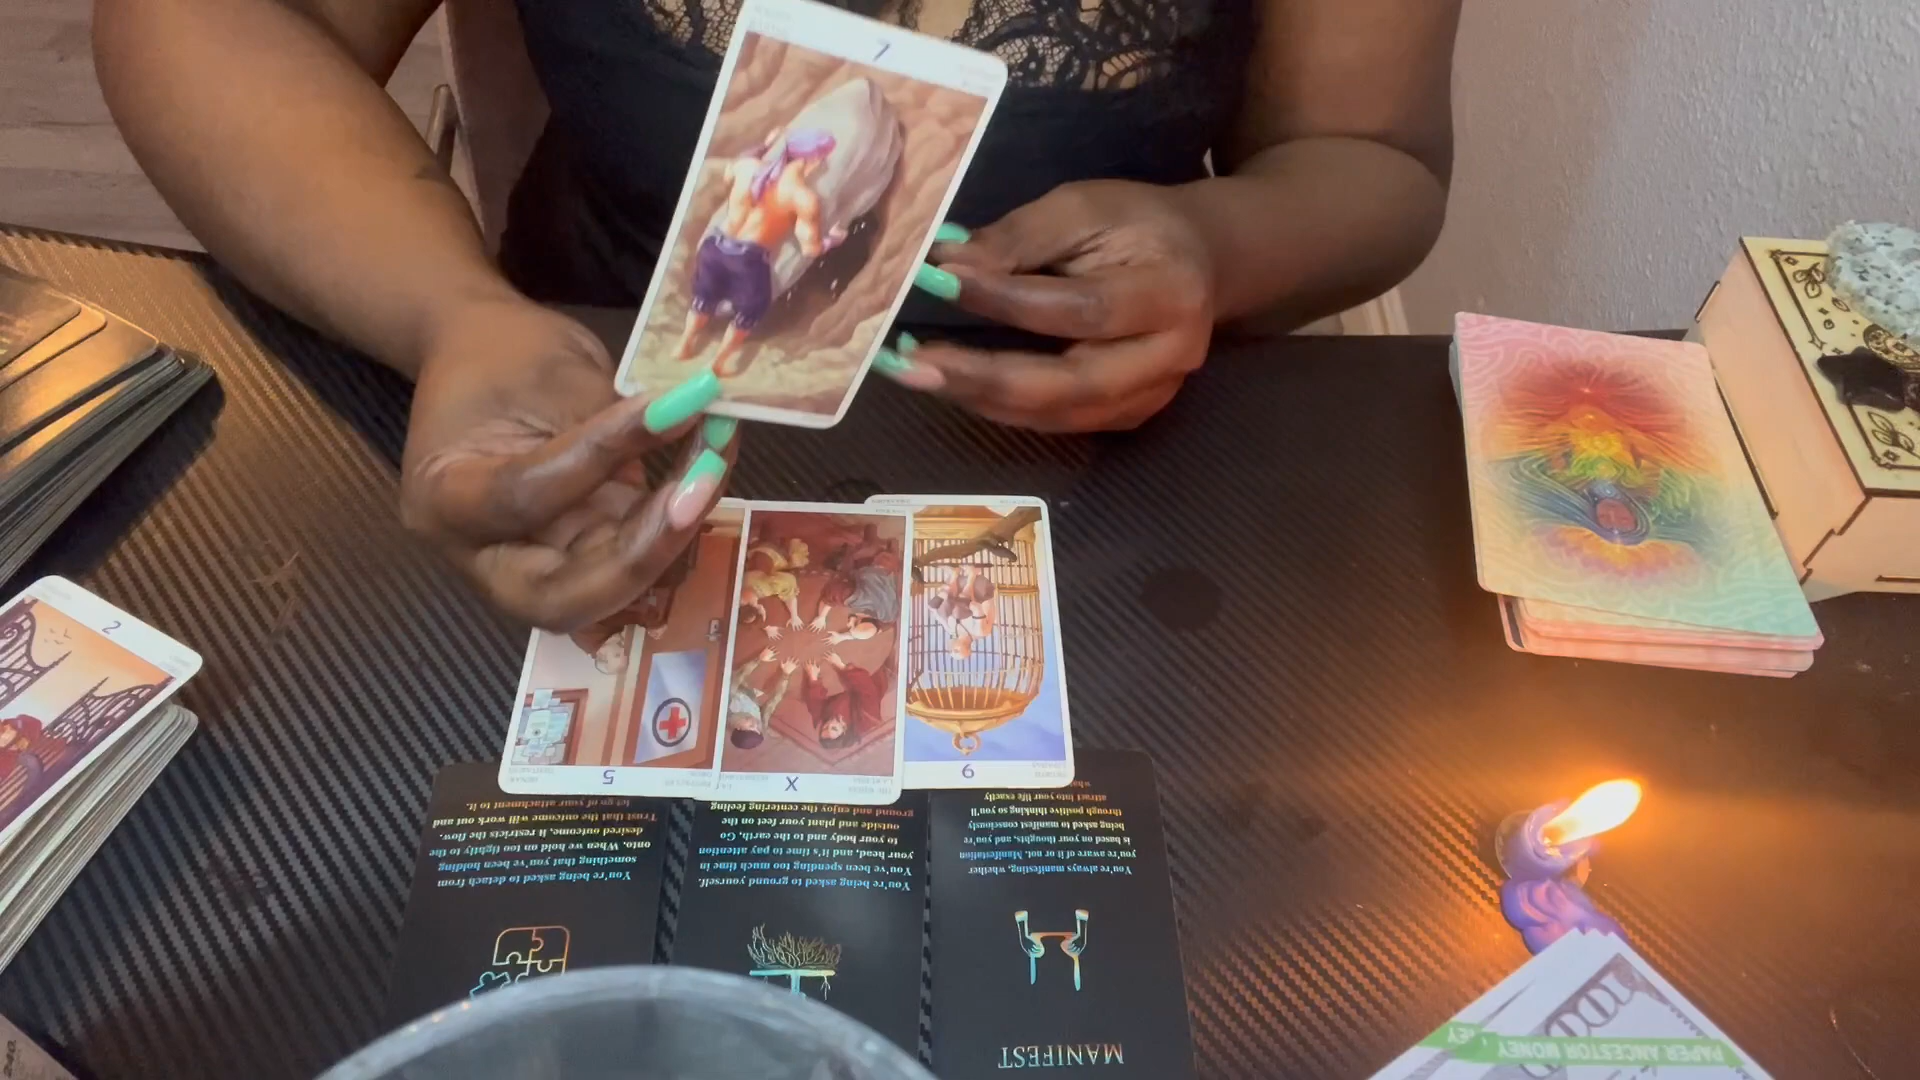 7
2
5
X
6
MANIFEST
You're always manifesting, whether
you're aware of it or not. Manifestation
is based on your thoughts, and you're
being asked to manifest consciously
through positive thinking so you'll
attract into your life exactly
what
You're being asked to ground yourself.
You've been spending too much time in
your head, and it's time to pay attention
to your body and to the earth. Go
outside and plant your feet on the
ground and enjoy the centering feeling
You're being asked to detach from
something that you've been holding
onto. When we hold on too tightly to the
desired outcome, it restricts the flow.
Trust that the outcome will work out and
let go of your attachment to it.
PAPER ANCESTOR MONEY